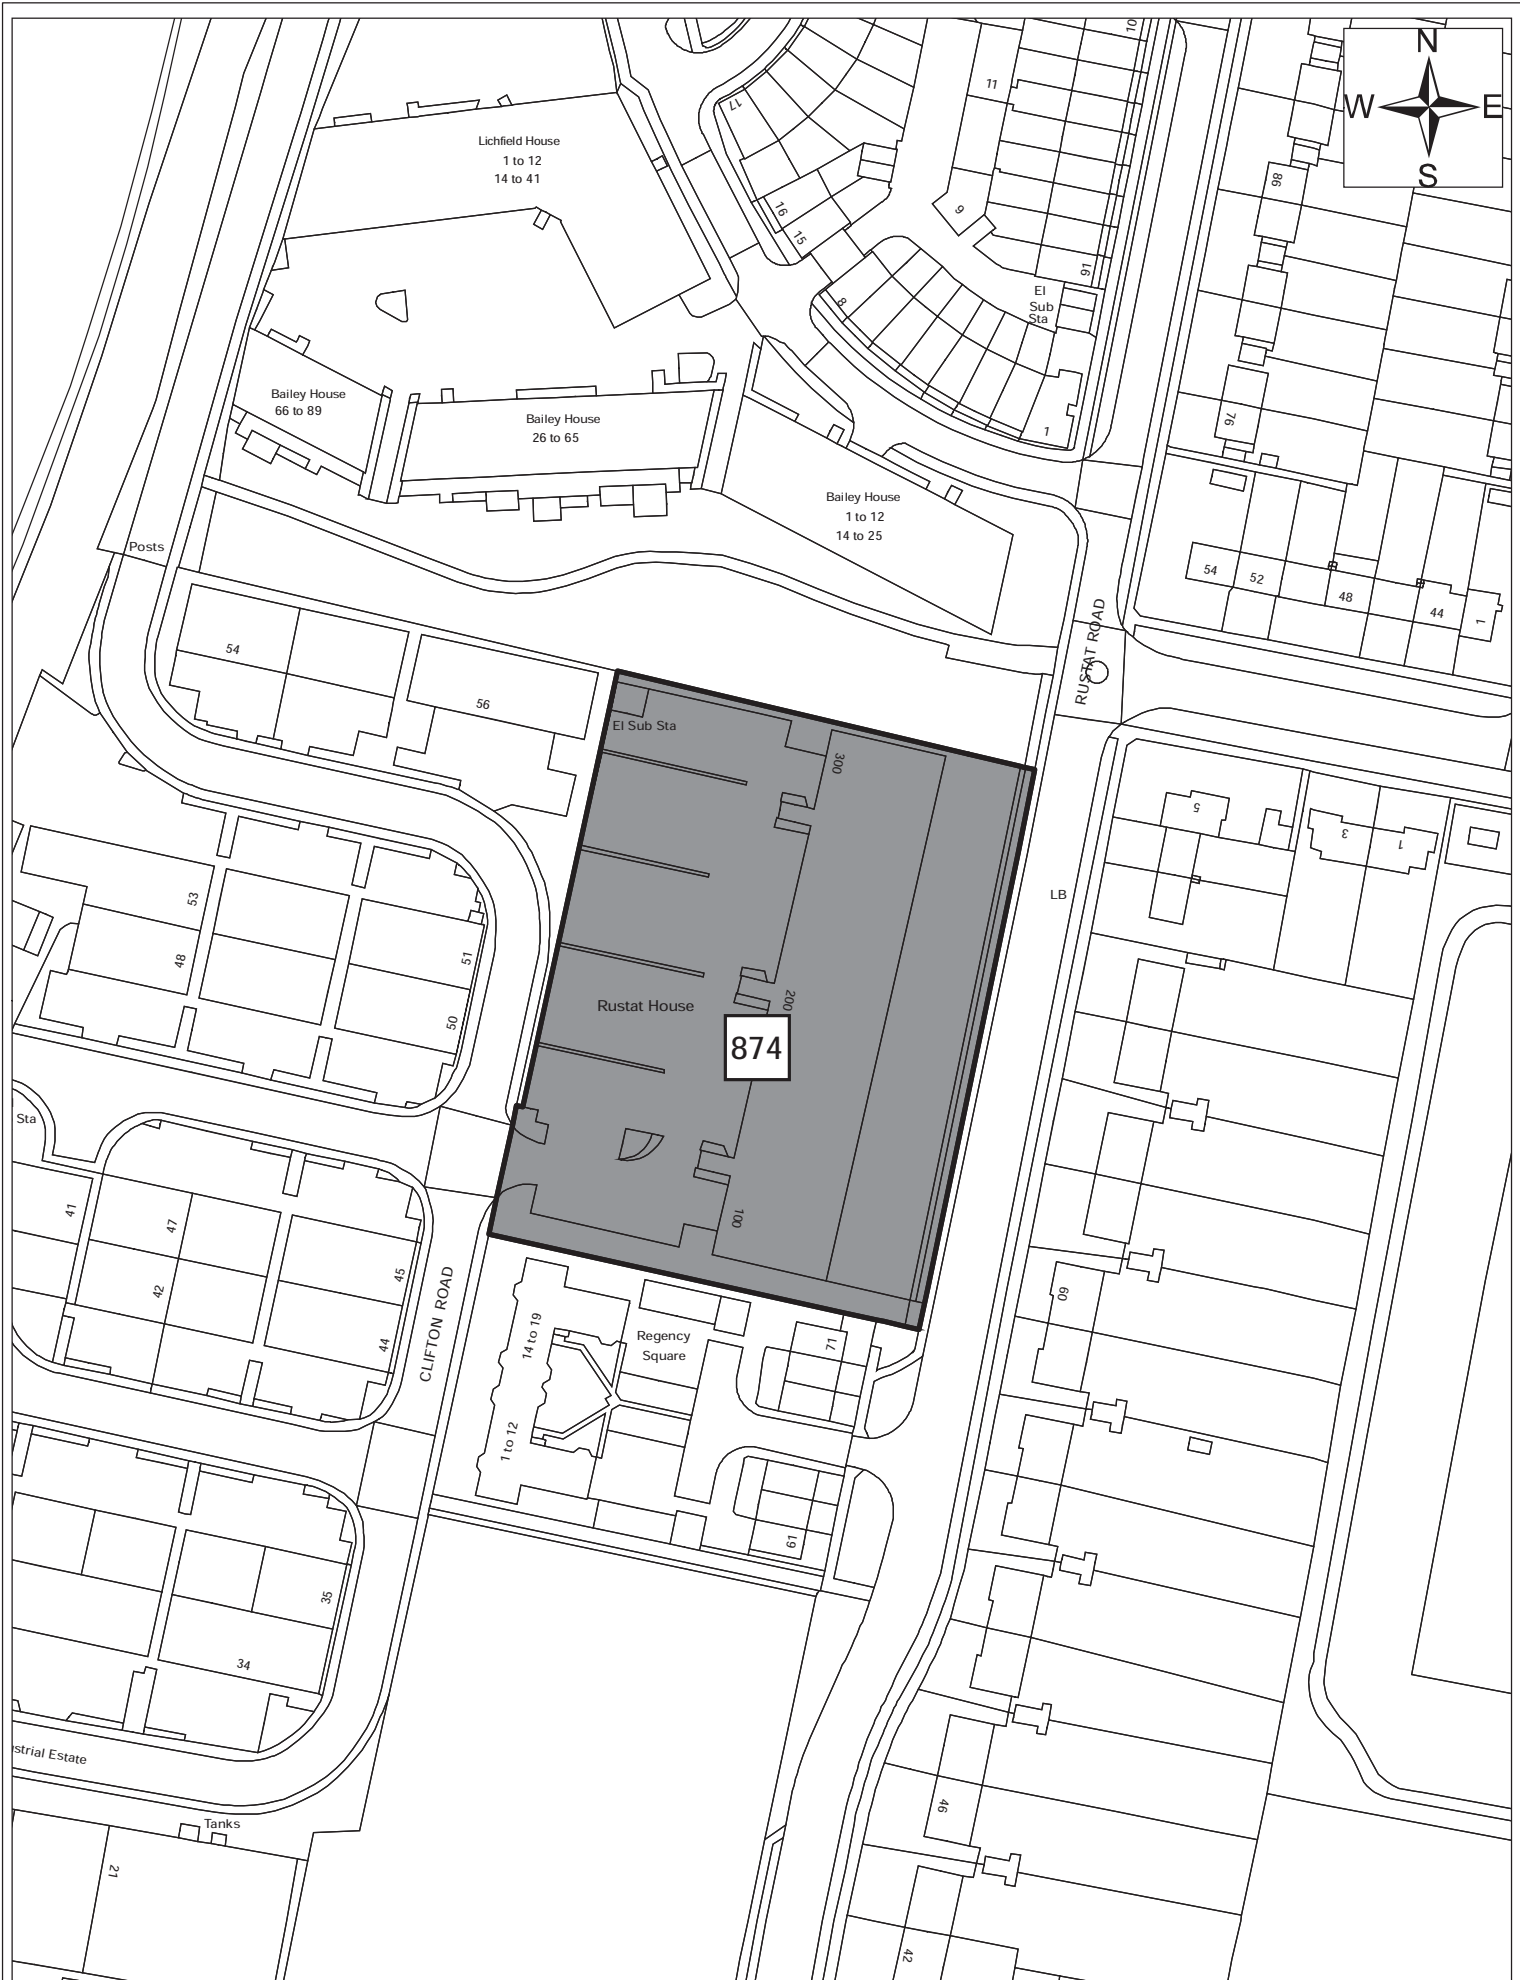 N
W
E
S
10
11
17
Lichfield House
1 to 12
14 to 41
16
15
9
91
El
Sub
Sta
8
1
86
76
Bailey House
66 to 89
Bailey House
26 to 65
Bailey House
1 to 12
14 to 25
Posts
54
52
48
44
1
RUSTAT ROAD
54
56
El Sub Sta
300
5
3
1
LB
53
48
51
50
200
Rustat House
874
Sta
41
47
42
45
44
100
CLIFTON ROAD
14 to 19
1 to 12
Regency
Square
71
61
60
35
34
strial Estate
Tanks
21
46
42